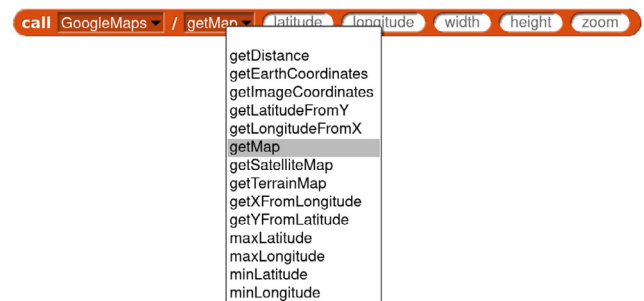 call GoogleMaps / getMap latitude longitude width height zoom
getDistance
getEarthCoordinates
getImageCoordinates
getLatitudeFromY
getLongitudeFromX
getMap
getSatelliteMap
getTerrainMap
getXFromLongitude
getYFromLatitude
maxLatitude
maxLongitude
minLatitude
minLongitude